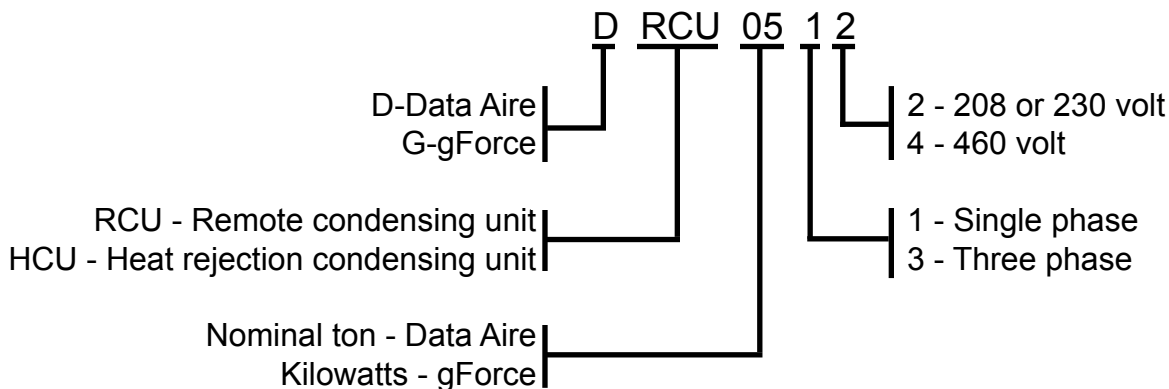 D RCU 05 1 2
D-Data Aire
G-gForce
2 - 208 or 230 volt
4 - 460 volt
RCU - Remote condensing unit
HCU - Heat rejection condensing unit
1 - Single phase
3 - Three phase
Nominal ton - Data Aire
Kilowatts - gForce